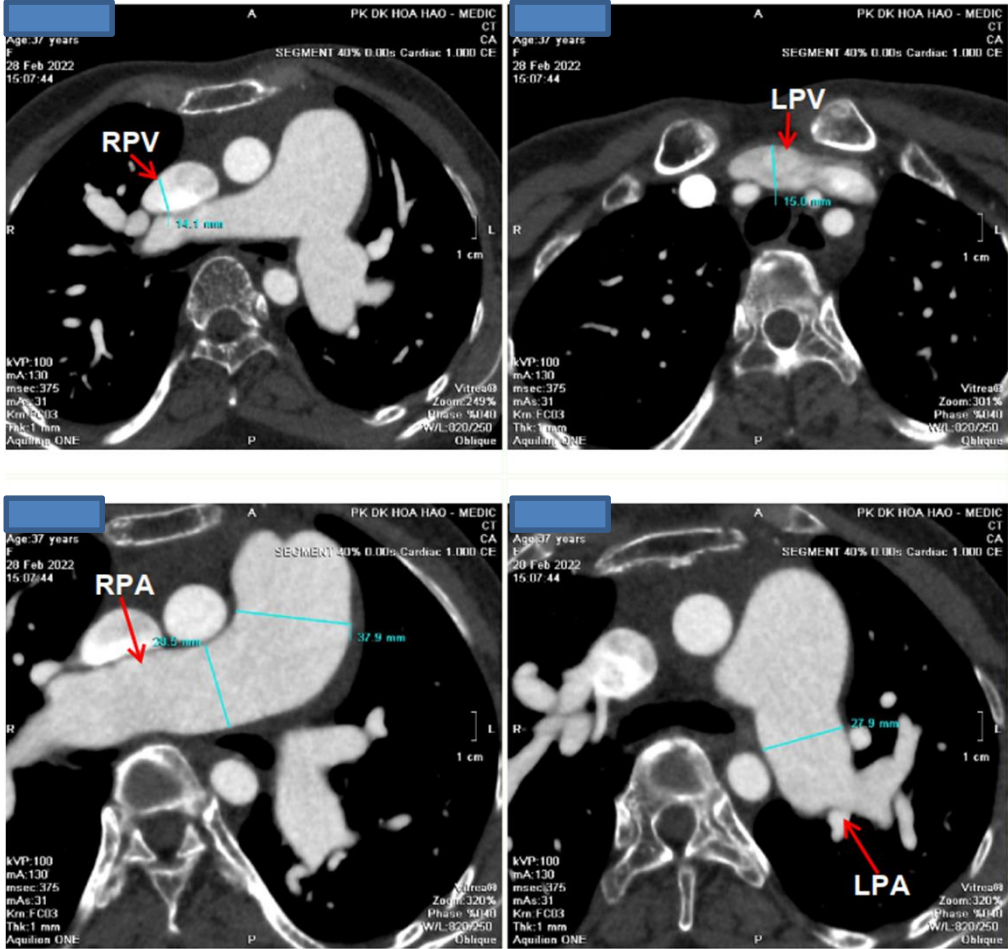 A
PK DK HOA HAO - MEDIC
CT
CA
Age:37 years
F
SEGMENT 40% 0.00s Cardiac 1.000 CE
28 Feb 2022
15:07:44
RPV
14.1 mm
R
L
1 cm
kVP:100
mA:130
msec:375
mAs:31
Krn:FC03
Thk:1 mm
Aquilion ONE
P
Vitrea®
Zoom:249%
Phase %040
W/L:820/250
Oblique
A
PK DK HOA HAO - MEDIC
CT
CA
Age:37 years
F
SEGMENT 40% 0.00s Cardiac 1.000 CE
28 Feb 2022
15:07:44
LPV
15.0 mm
R
L
1 cm
kVP:100
mA:130
msec:375
mAs:31
Krn:FC03
Thk:1 mm
Aquilion ONE
P
Vitrea®
Zoom:301%
Phase %040
W/L:820/250
Oblique
A
PK DK HOA HAO - MEDIC
CT
CA
Age:37 years
F
SEGMENT 40% 0.00s Cardiac 1.000 CE
28 Feb 2022
15:07:44
RPA
28.5 mm
37.9 mm
R
L
1 cm
kVP:100
mA:130
msec:375
mAs:31
Krn:FC03
Thk:1 mm
Aquilion ONE
P
Vitrea®
Zoom:320%
Phase %040
W/L:820/250
Oblique
A
PK DK HOA HAO - MEDIC
CT
CA
Age:37 years
F
SEGMENT 40% 0.00s Cardiac 1.000 CE
28 Feb 2022
15:07:44
27.9 mm
R
L
1 cm
LPA
kVP:100
mA:130
msec:375
mAs:31
Krn:FC03
Thk:1 mm
Aquilion ONE
P
Vitrea®
Zoom:320%
Phase %040
W/L:820/250
Oblique